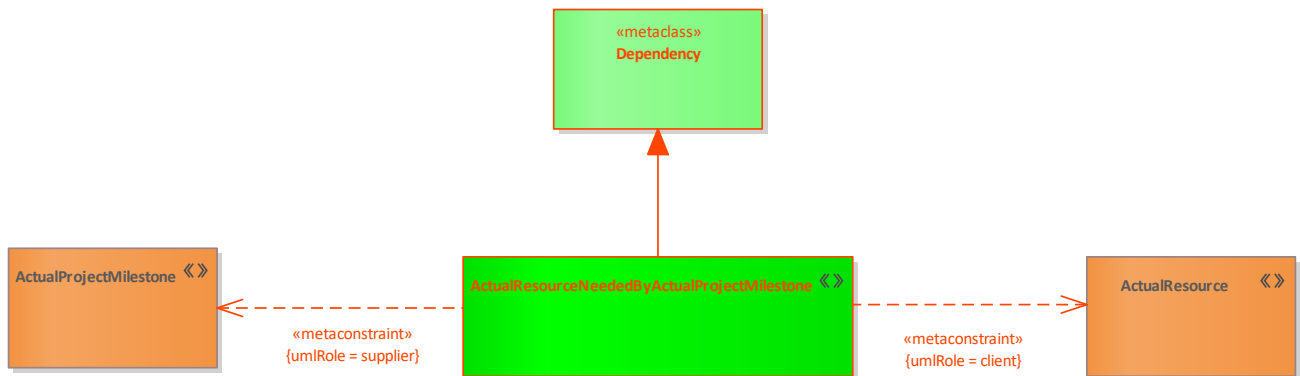 «metaclass»
Dependency
ActualProjectMilestone «»
ActualResourceNeededByActualProjectMilestone «»
ActualResource «»
«metaconstraint»
{umlRole = supplier}
«metaconstraint»
{umlRole = client}